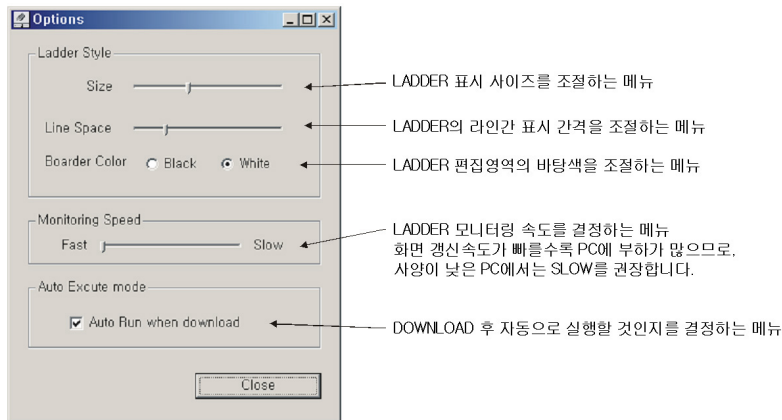 Options
Ladder Style
Size
LADDER 표시 사이즈를 조절하는 메뉴
Line Space
LADDER의 라인간 표시 간격을 조절하는 메뉴
Boarder Color Black White
LADDER 편집영역의 바탕색을 조절하는 메뉴
Monitoring Speed
Fast Slow
LADDER 모니터링 속도를 결정하는 메뉴
화면 갱신속도가 빠를수록 PC에 부하가 많으므로,
사양이 낮은 PC에서는 SLOW를 권장합니다.
Auto Excute mode
Auto Run when download
DOWNLOAD 후 자동으로 실행할 것인지를 결정하는 메뉴
Close